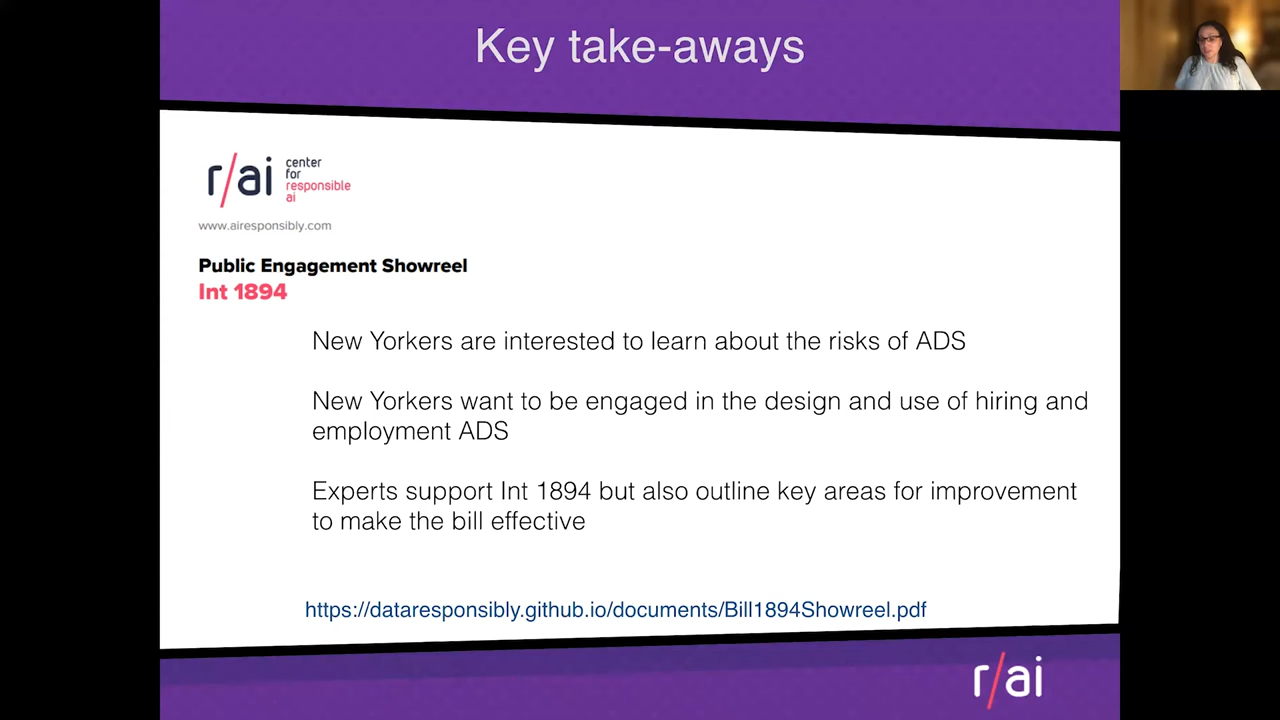 Key take-aways
r/ai
center
for
responsible
ai
www.airesponsibly.com
Public Engagement Showreel
Int 1894
New Yorkers are interested to learn about the risks of ADS
New Yorkers want to be engaged in the design and use of hiring and
employment ADS
Experts support Int 1894 but also outline key areas for improvement
to make the bill effective
https://dataresponsibly.github.io/documents/Bill1894Showreel.pdf
r/ai